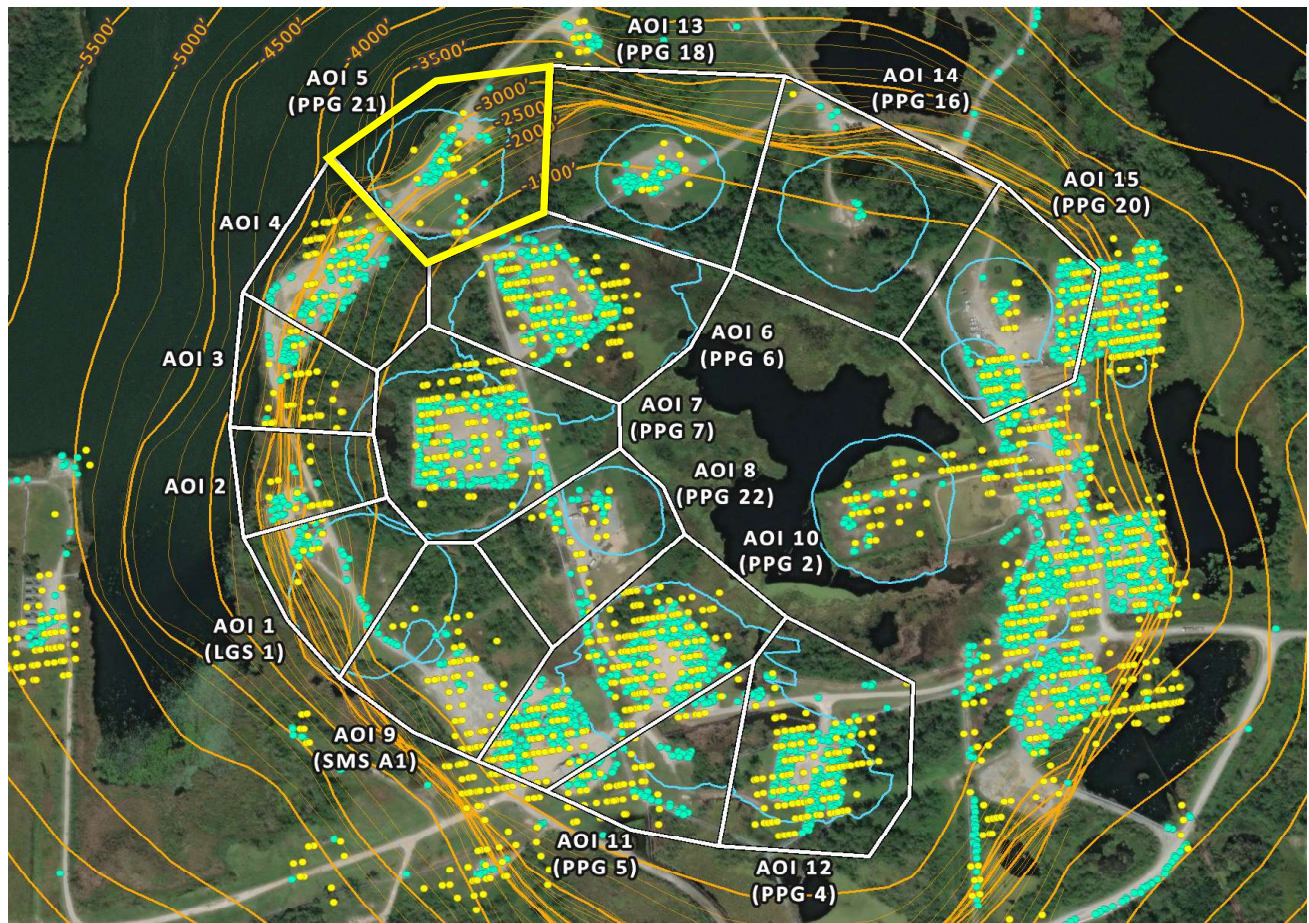 -5500'
-5000'
-4500'
-4000'
-3500'
-3000'
-2500'
-2000'
AOI 13
(PPG 18)
AOI 14
(PPG 16)
AOI 5
(PPG 21)
AOI 15
(PPG 20)
AOI 4
AOI 3
AOI 6
(PPG 6)
AOI 7
(PPG 7)
AOI 2
AOI 8
(PPG 22)
AOI 10
(PPG 2)
AOI 1
(LGS 1)
AOI 9
(SMS A1)
AOI 11
(PPG 5)
AOI 12
(PPG 4)